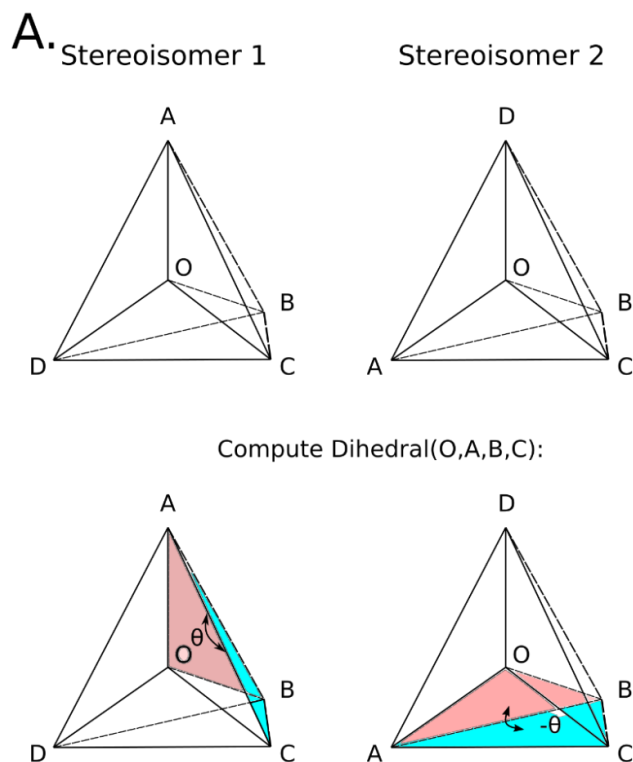 A.
Stereoisomer 1
Stereoisomer 2
A
D
O
O
B
B
D
C
A
C
Compute Dihedral(O,A,B,C):
A
D
θ
O
O
B
B
-θ
D
C
A
C